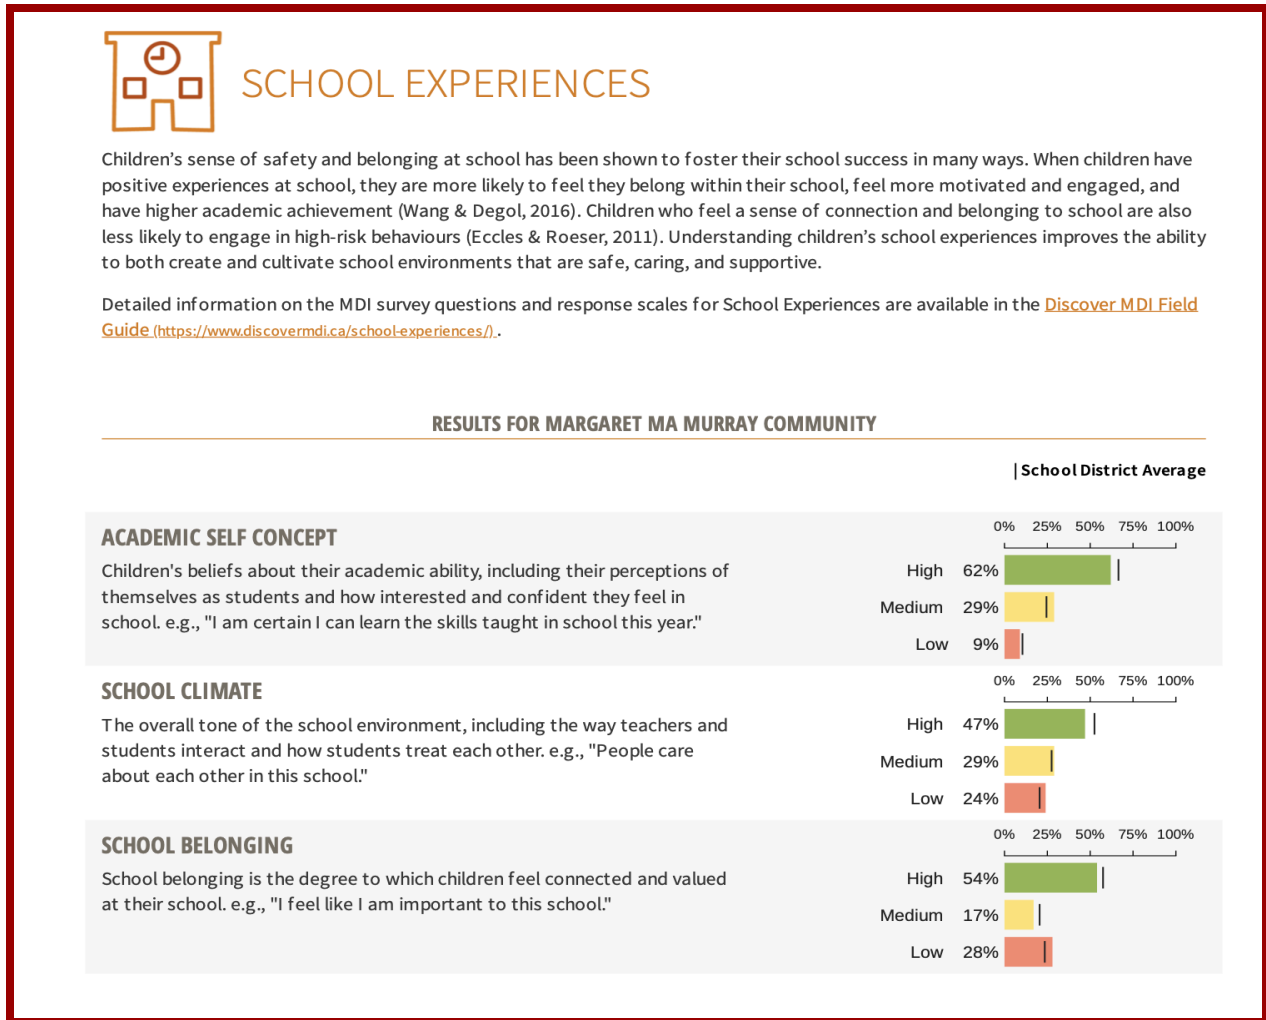 SCHOOL EXPERIENCES
Children's sense of safety and belonging at school has been shown to foster their school success in many ways. When children have
positive experiences at school, they are more likely to feel they belong within their school, feel more motivated and engaged, and
have higher academic achievement (Wang & Degol, 2016). Children who feel a sense of connection and belonging to school are also
less likely to engage in high-risk behaviours (Eccles & Roeser, 2011). Understanding children's school experiences improves the ability
to both create and cultivate school environments that are safe, caring, and supportive.
Detailed information on the MDI survey questions and response scales for School Experiences are available in the Discover MDI Field
Guide (https://www.discovermdi.ca/school-experiences/) .
RESULTS FOR MARGARET MA MURRAY COMMUNITY
| School District Average
ACADEMIC SELF CONCEPT
Children's beliefs about their academic ability, including their perceptions of
themselves as students and how interested and confident they feel in
school. e.g., "I am certain I can learn the skills taught in school this year."
0% 25% 50% 75% 100%
High 62%
Medium 29%
Low 9%
SCHOOL CLIMATE
The overall tone of the school environment, including the way teachers and
students interact and how students treat each other. e.g., "People care
about each other in this school."
0% 25% 50% 75% 100%
High 47%
Medium 29%
Low 24%
SCHOOL BELONGING
School belonging is the degree to which children feel connected and valued
at their school. e.g., "I feel like I am important to this school."
0% 25% 50% 75% 100%
High 54%
Medium 17%
Low 28%